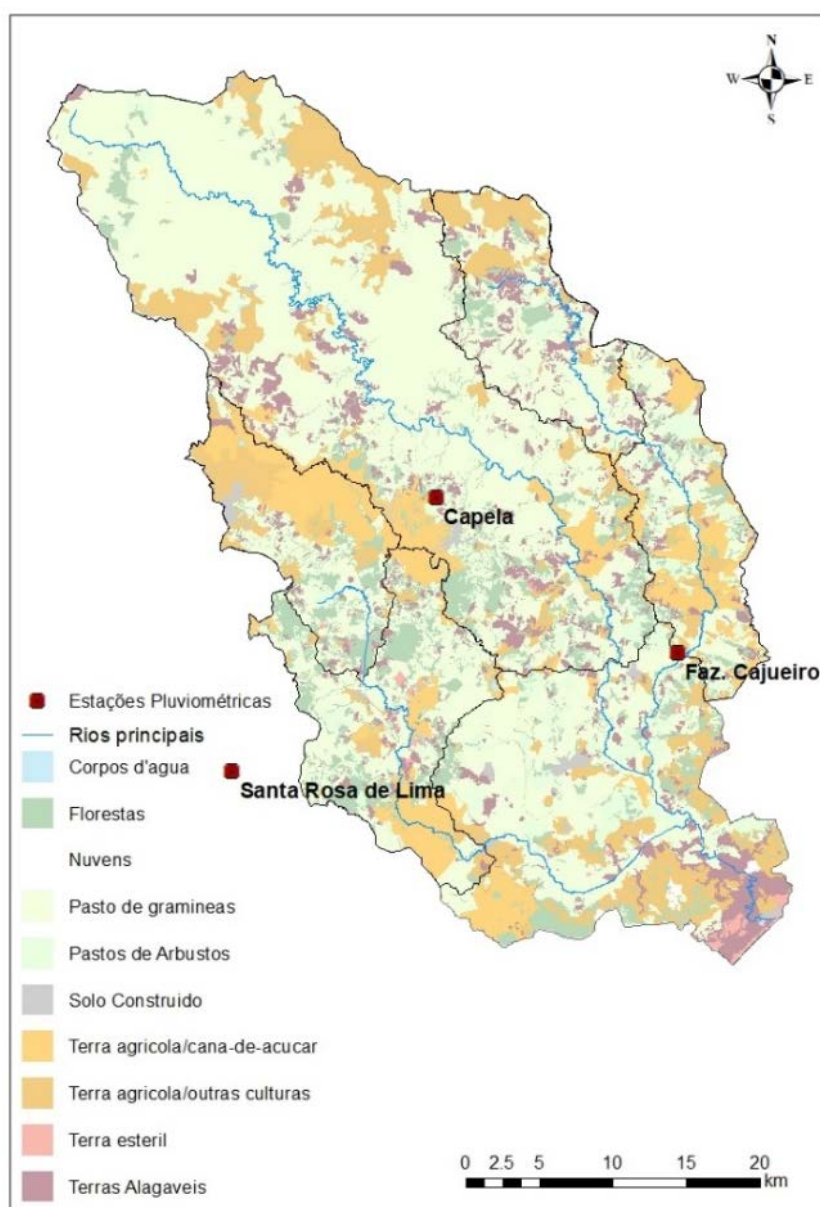 N
W E
S
Capela
Faz. Cajueiro
Santa Rosa de Lima
Estações Pluviométricas
Rios principais
Corpos d'agua
Florestas
Nuvens
Pasto de gramineas
Pastos de Arbustos
Solo Construido
Terra agricola/cana-de-acucar
Terra agricola/outras culturas
Terra esteril
Terras Alagaveis
0 2.5 5 10 15 20
km